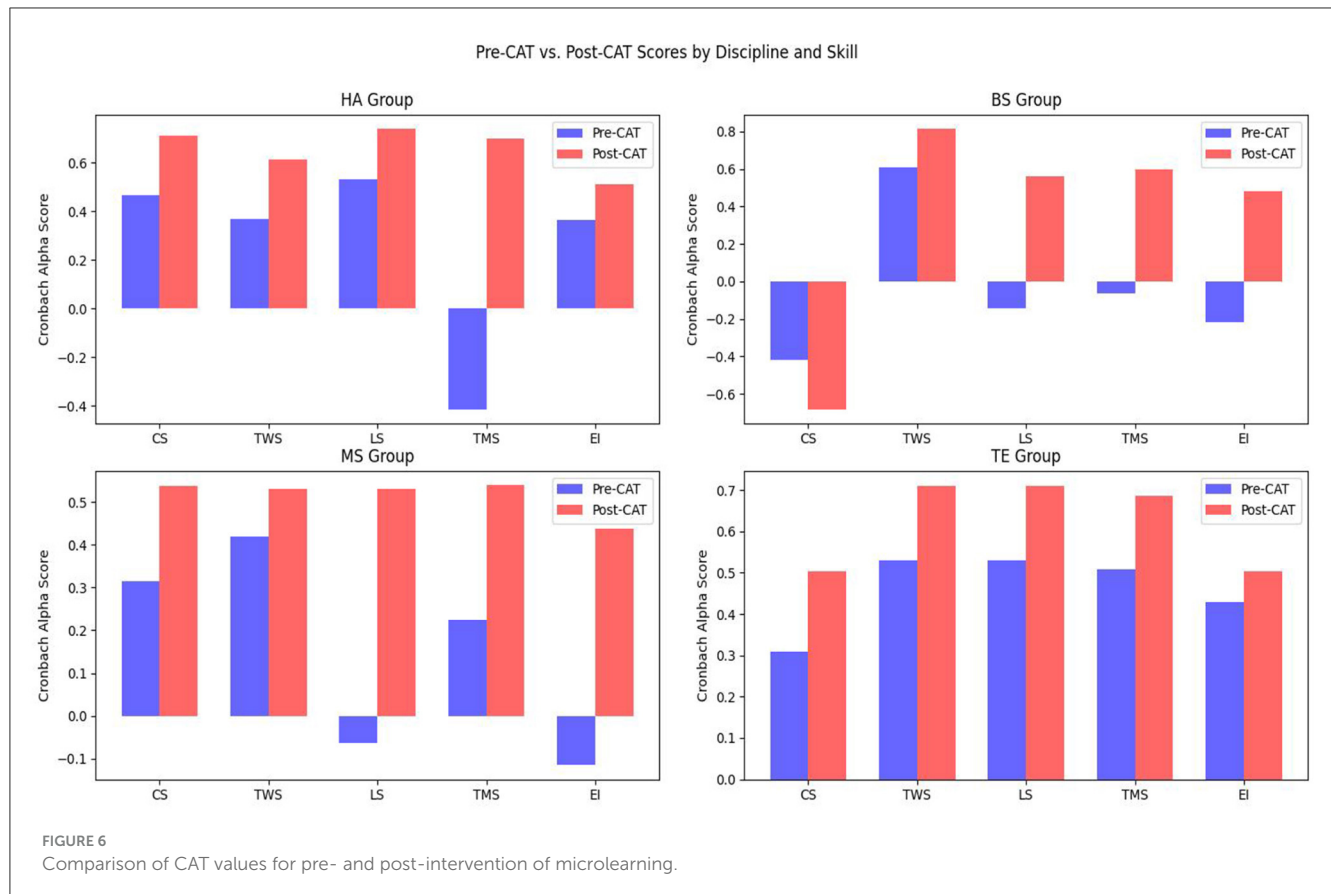 Pre-CAT vs. Post-CAT Scores by Discipline and Skill
HA Group
Cronbach Alpha Score
0.6
0.4
0.2
0.0
−0.2
−0.4
Pre-CAT
Post-CAT
CS TWS LS TMS EI
BS Group
Cronbach Alpha Score
0.8
0.6
0.4
0.2
0.0
−0.2
−0.4
−0.6
Pre-CAT
Post-CAT
CS TWS LS TMS EI
MS Group
Cronbach Alpha Score
0.5
0.4
0.3
0.2
0.1
0.0
−0.1
Pre-CAT
Post-CAT
CS TWS LS TMS EI
TE Group
Cronbach Alpha Score
0.7
0.6
0.5
0.4
0.3
0.2
0.1
0.0
Pre-CAT
Post-CAT
CS TWS LS TMS EI
FIGURE 6
Comparison of CAT values for pre- and post-intervention of microlearning.